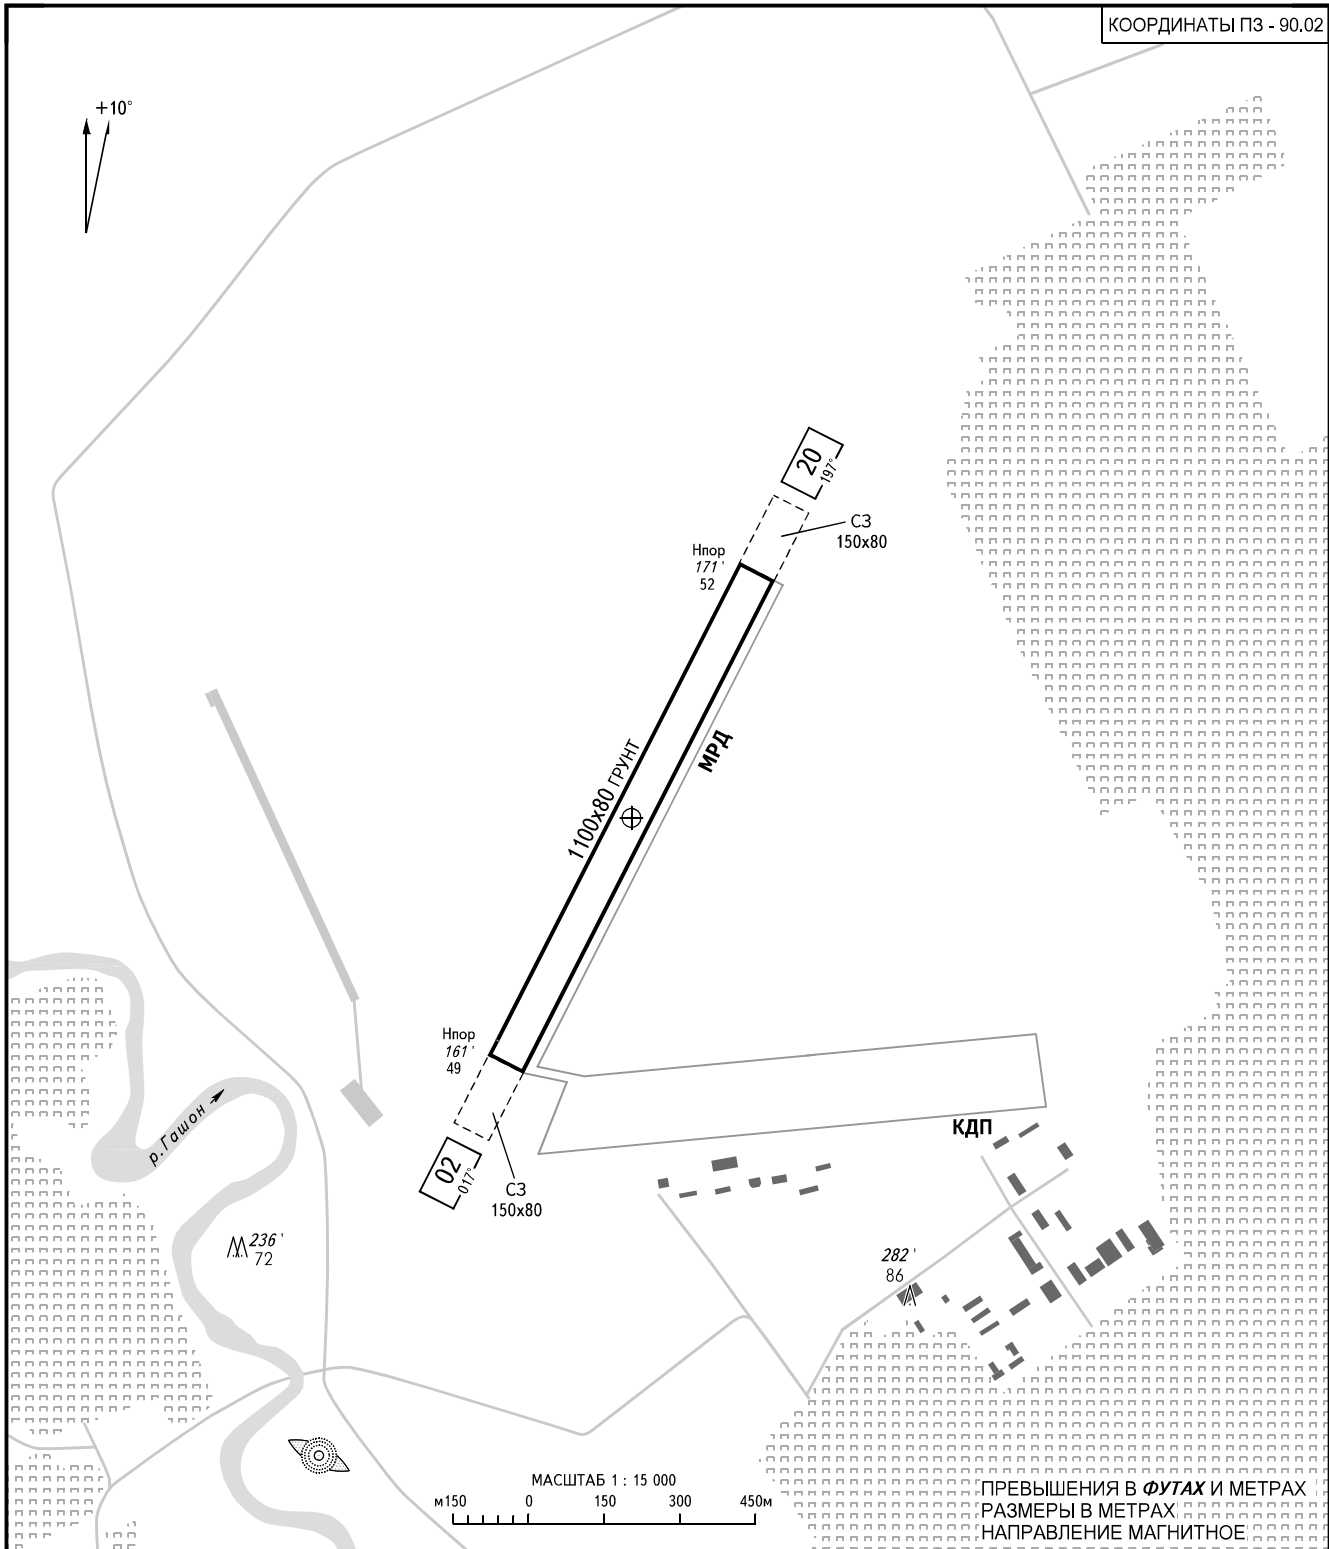 КООРДИНАТЫ ПЗ - 90.02
+10°
20
197°
СЗ
150x80
Нпор
171'
52
МРД
1100x80 ГРУНТ
Нпор
161'
49
р.Гашон
КДП
02
017°
СЗ
150x80
236'
72
282'
86
МАСШТАБ 1 : 15 000
м150 0 150 300 450м
ПРЕВЫШЕНИЯ В ФУТАХ И МЕТРАХ
РАЗМЕРЫ В МЕТРАХ
НАПРАВЛЕНИЕ МАГНИТНОЕ